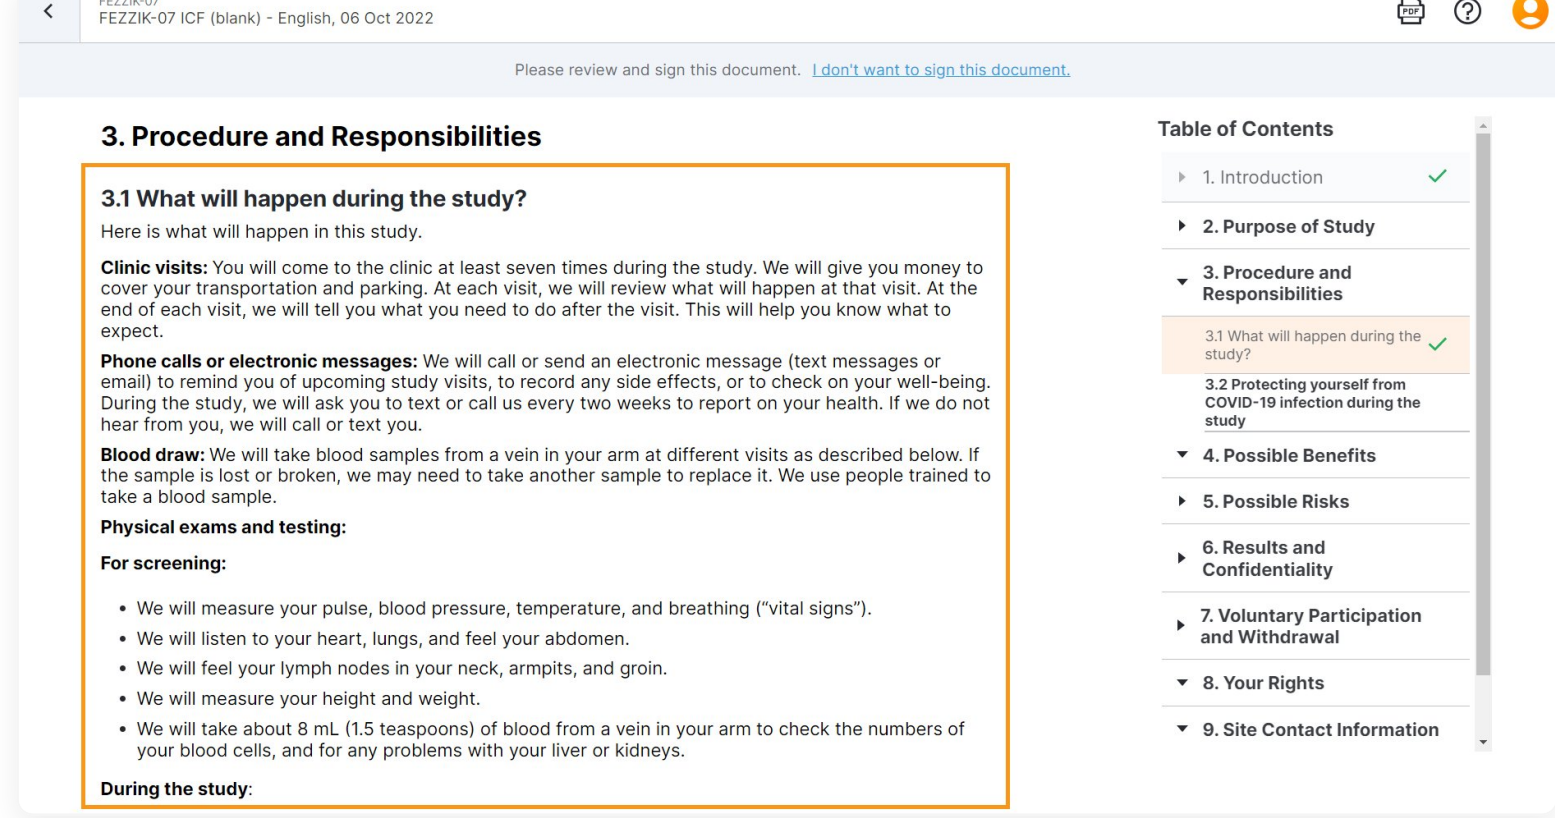 FEZZIK-07
FEZZIK-07 ICF (blank) - English, 06 Oct 2022
PDF
?
Please review and sign this document. I don't want to sign this document.
3. Procedure and Responsibilities
3.1 What will happen during the study?
Here is what will happen in this study.
Clinic visits: You will come to the clinic at least seven times during the study. We will give you money to
cover your transportation and parking. At each visit, we will review what will happen at that visit. At the
end of each visit, we will tell you what you need to do after the visit. This will help you know what to
expect.
Phone calls or electronic messages: We will call or send an electronic message (text messages or
email) to remind you of upcoming study visits, to record any side effects, or to check on your well-being.
During the study, we will ask you to text or call us every two weeks to report on your health. If we do not
hear from you, we will call or text you.
Blood draw: We will take blood samples from a vein in your arm at different visits as described below. If
the sample is lost or broken, we may need to take another sample to replace it. We use people trained to
take a blood sample.
Physical exams and testing:
For screening:
• We will measure your pulse, blood pressure, temperature, and breathing (“vital signs”).
• We will listen to your heart, lungs, and feel your abdomen.
• We will feel your lymph nodes in your neck, armpits, and groin.
• We will measure your height and weight.
• We will take about 8 mL (1.5 teaspoons) of blood from a vein in your arm to check the numbers of
your blood cells, and for any problems with your liver or kidneys.
During the study:
Table of Contents
1. Introduction
2. Purpose of Study
3. Procedure and
Responsibilities
3.1 What will happen during the
study?
3.2 Protecting yourself from
COVID-19 infection during the
study
4. Possible Benefits
5. Possible Risks
6. Results and
Confidentiality
7. Voluntary Participation
and Withdrawal
8. Your Rights
9. Site Contact Information